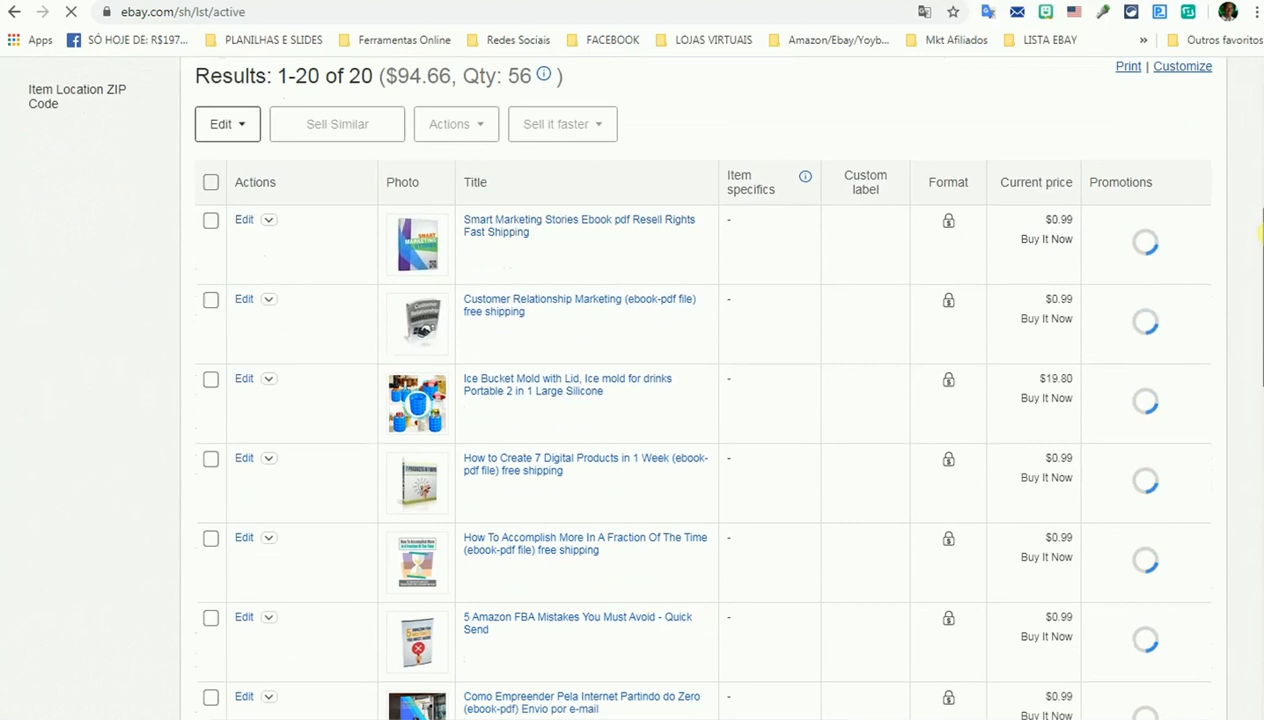 ebay.com/sh/lst/active
Apps
SÓ HOJE DE: R$197...
PLANILHAS E SLIDES
Ferramentas Online
Redes Sociais
FACEBOOK
LOJAS VIRTUAIS
Amazon/Ebay/Yoyb...
Mkt Afiliados
LISTA EBAY
»
Outros favoritos
Item Location ZIP
Code
Results: 1-20 of 20 ($94.66, Qty: 56 )
Print | Customize
Edit
Sell Similar
Actions
Sell it faster
Actions
Photo
Title
Item
specifics
Custom
label
Format
Current price
Promotions
Edit
Smart Marketing Stories Ebook pdf Resell Rights
Fast Shipping
-
$0.99
Buy It Now
Edit
Customer Relationship Marketing (ebook-pdf file)
free shipping
-
$0.99
Buy It Now
Edit
Ice Bucket Mold with Lid, Ice mold for drinks
Portable 2 in 1 Large Silicone
-
$19.80
Buy It Now
Edit
How to Create 7 Digital Products in 1 Week (ebook-
pdf file) free shipping
-
$0.99
Buy It Now
Edit
How To Accomplish More In A Fraction Of The Time
(ebook-pdf file) free shipping
-
$0.99
Buy It Now
Edit
5 Amazon FBA Mistakes You Must Avoid - Quick
Send
-
$0.99
Buy It Now
Edit
Como Empreender Pela Internet Partindo do Zero
(ebook-pdf) Envio por e-mail
-
$0.99
Buy It Now